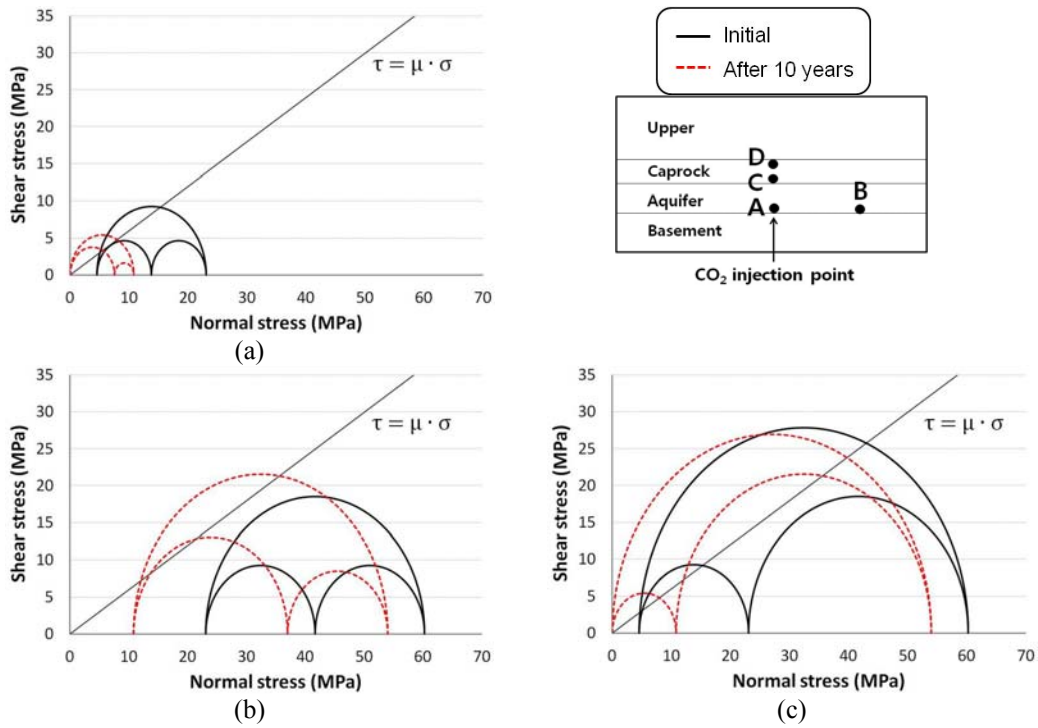 35
30
25
20
15
10
5
0
Shear stress (MPa)
τ = μ · σ
0 10 20 30 40 50 60 70
Normal stress (MPa)
(a)
Initial
After 10 years
Upper
D
Caprock
C
B
Aquifer
A
Basement
CO₂ injection point
35
30
25
20
15
10
5
0
Shear stress (MPa)
τ = μ · σ
0 10 20 30 40 50 60 70
Normal stress (MPa)
(b)
35
30
25
20
15
10
5
0
Shear stress (MPa)
τ = μ · σ
0 10 20 30 40 50 60 70
Normal stress (MPa)
(c)